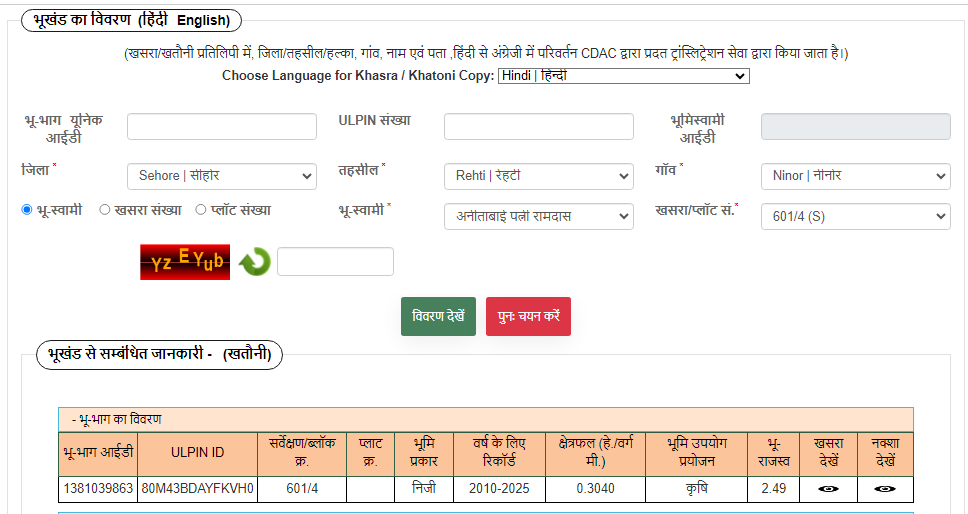 भूखंड का विवरण (हिंदी English)
(खसरा/खतौनी प्रतिलिपी में, जिला/तहसील/हल्का, गांव, नाम एवं पता ,हिंदी से अंग्रेजी में परिवर्तन CDAC द्वारा प्रदत ट्रांस्लिट्रेशन सेवा द्वारा किया जाता है।)
Choose Language for Khasra / Khatoni Copy: Hindi | हिन्दी
भू-भाग यूनिक आईडी
ULPIN संख्या
भूमिस्वामी आईडी
जिला * Sehore | सीहोर तहसील * Rehti | रेहटी गाँव * Ninor | नीनोर
भू-स्वामी खसरा संख्या प्लॉट संख्या भू-स्वामी * अनीताबाई पत्नी रामदास खसरा/प्लॉट सं.* 601/4 (S)
Yz EYub
विवरण देखें पुनः चयन करें
भूखंड से सम्बंधित जानकारी - (खतौनी)
- भू-भाग का विवरण
भू-भाग आईडी ULPIN ID सर्वेक्षण/ब्लॉक क्र. प्लाट क्र. भूमि प्रकार वर्ष के लिए रिकॉर्ड क्षेत्रफल (हे./वर्ग मी.) भूमि उपयोग प्रयोजन भू-राजस्व खसरा देखें नक्शा देखें
1381039863 80M43BDAYFKVH0 601/4 निजी 2010-2025 0.3040 कृषि 2.49